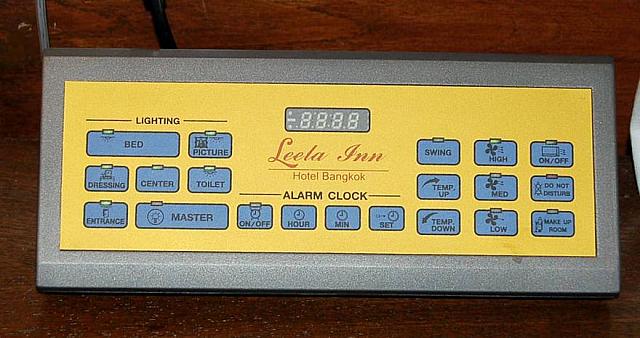 LIGHTING
BED
PICTURE
DRESSING
CENTER
TOILET
ENTRANCE
MASTER
Leela Inn
Hotel Bangkok
ALARM CLOCK
ON/OFF
HOUR
MIN
SET
SWING
HIGH
ON/OFF
TEMP.
UP
MED
DO NOT
DISTURB
TEMP.
DOWN
LOW
MAKE UP
ROOM